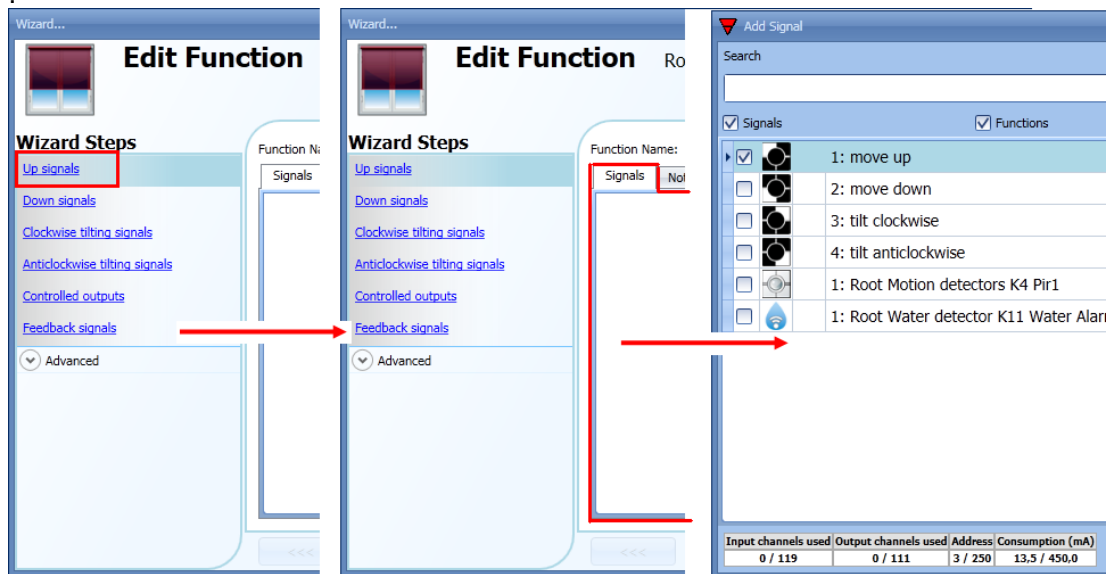 Wizard...
Edit Function
Wizard Steps
Up signals
Down signals
Clockwise tilting signals
Anticlockwise tilting signals
Controlled outputs
Feedback signals
Advanced
Function Na
Signals
<<<
Wizard...
Edit Function Ro
Wizard Steps
Up signals
Down signals
Clockwise tilting signals
Anticlockwise tilting signals
Controlled outputs
Feedback signals
Advanced
Function Name:
Signals Not
<<<
Add Signal
Search
Signals Functions
1: move up
2: move down
3: tilt clockwise
4: tilt anticlockwise
1: Root Motion detectors K4 Pir1
1: Root Water detector K11 Water Alar
Input channels used Output channels used Address Consumption (mA)
0 / 119 0 / 111 3 / 250 13,5 / 450,0